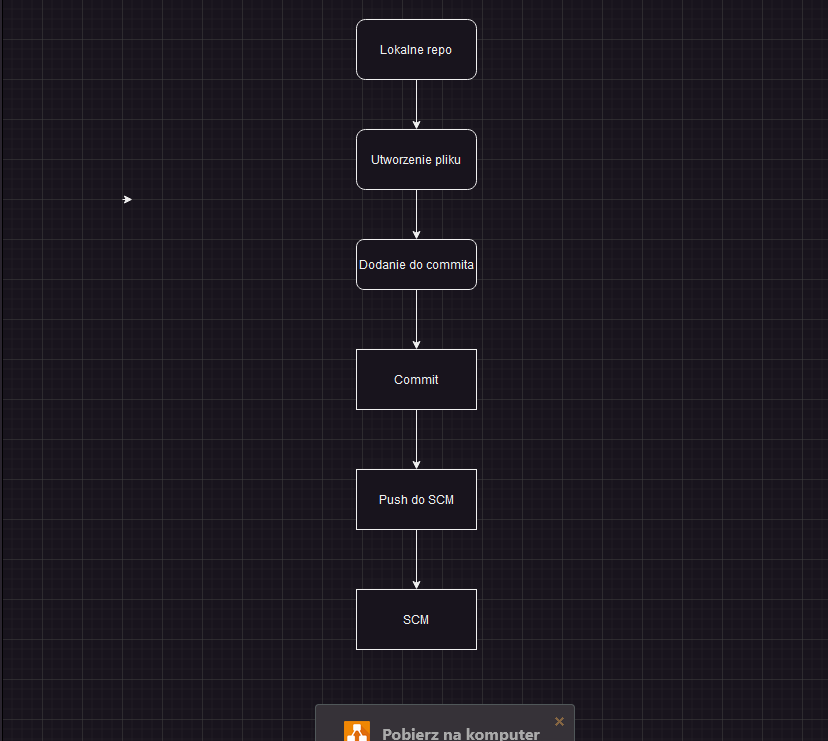 Lokalne repo
Utworzenie pliku
Dodanie do commita
Commit
Push do SCM
SCM
Pobierz na komputer